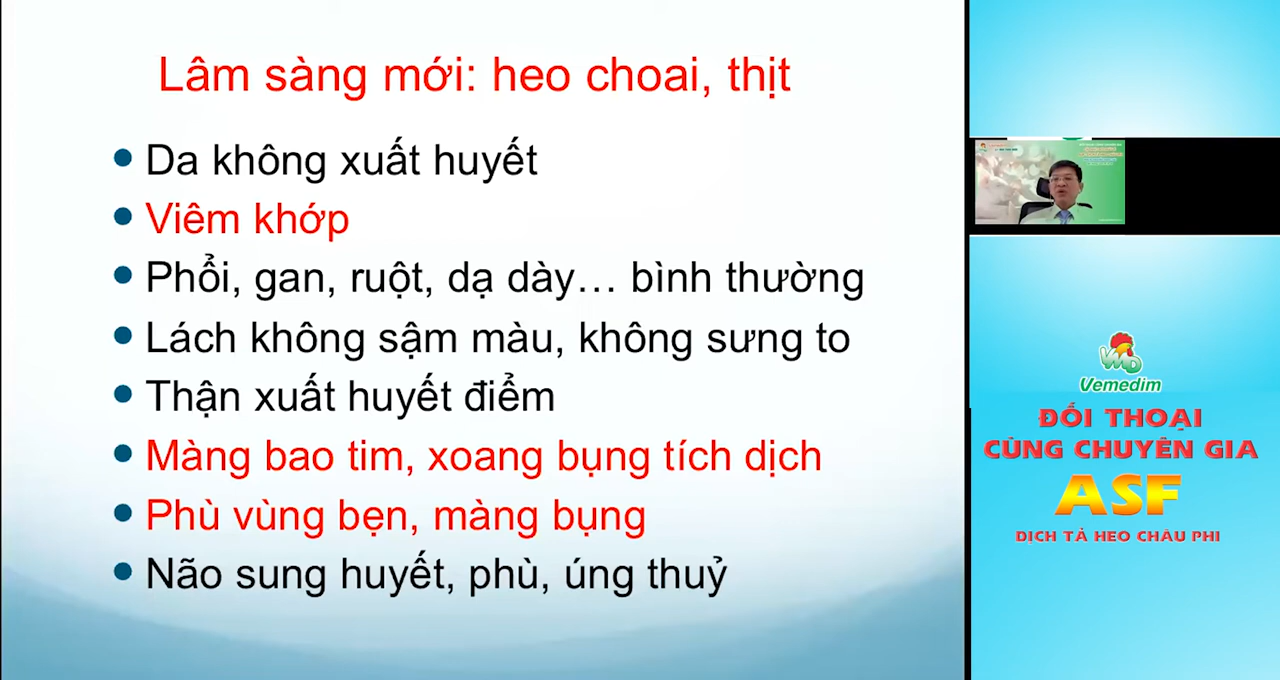 Lâm sàng mới: heo choai, thịt
Da không xuất huyết
Viêm khớp
Phổi, gan, ruột, dạ dày... bình thường
Lách không sậm màu, không sưng to
Thận xuất huyết điểm
Màng bao tim, xoang bụng tích dịch
Phù vùng bẹn, màng bụng
Não sung huyết, phù, úng thuỷ
VMD
Vemedim
ĐỐI THOẠI
CÙNG CHUYÊN GIA
ASF
DỊCH TẢ HEO CHÂU PHI